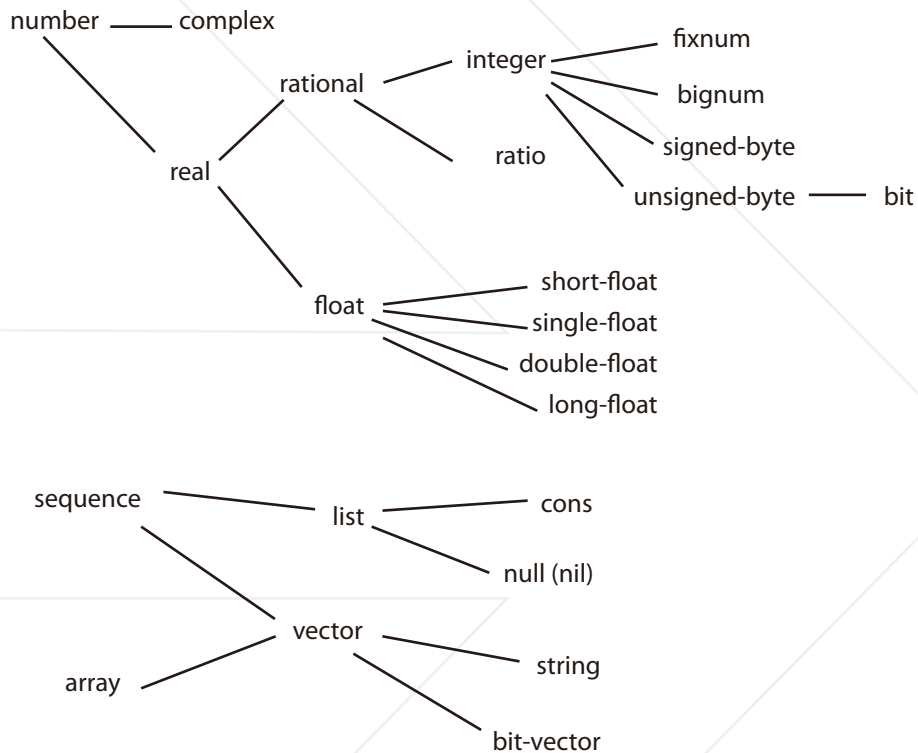 number
complex
fixnum
integer
rational
bignum
signed-byte
ratio
real
unsigned-byte
bit
short-float
float
single-float
double-float
long-float
sequence
cons
list
null (nil)
vector
string
array
bit-vector